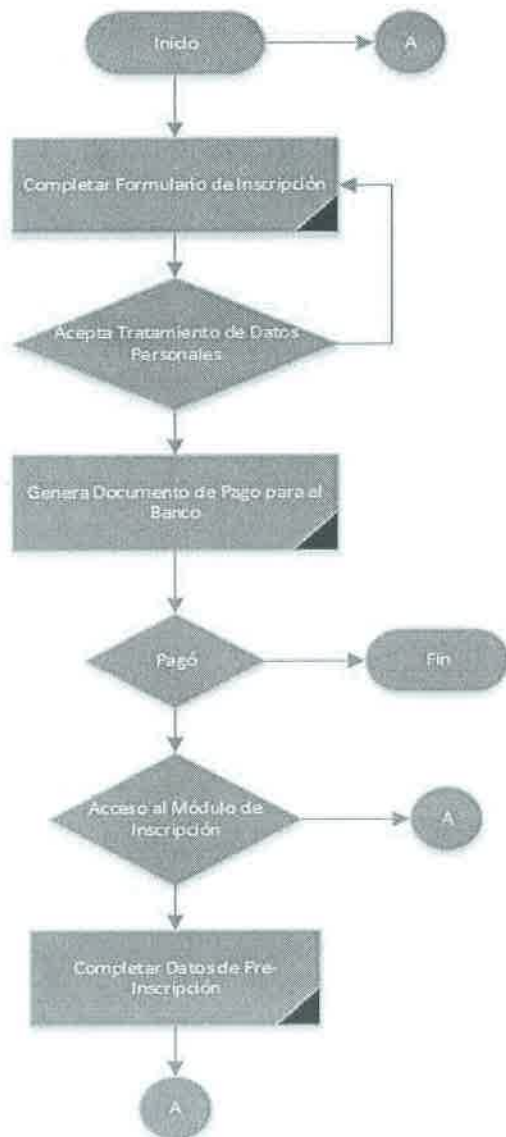 Inicio
A
Completar Formulario de Inscripción
Acepta Tratamiento de Datos
Personales
Genera Documento de Pago para el
Banco
Pagó
Fin
Acceso al Módulo de
Inscripción
A
Completar Datos de Pre-
Inscripción
A